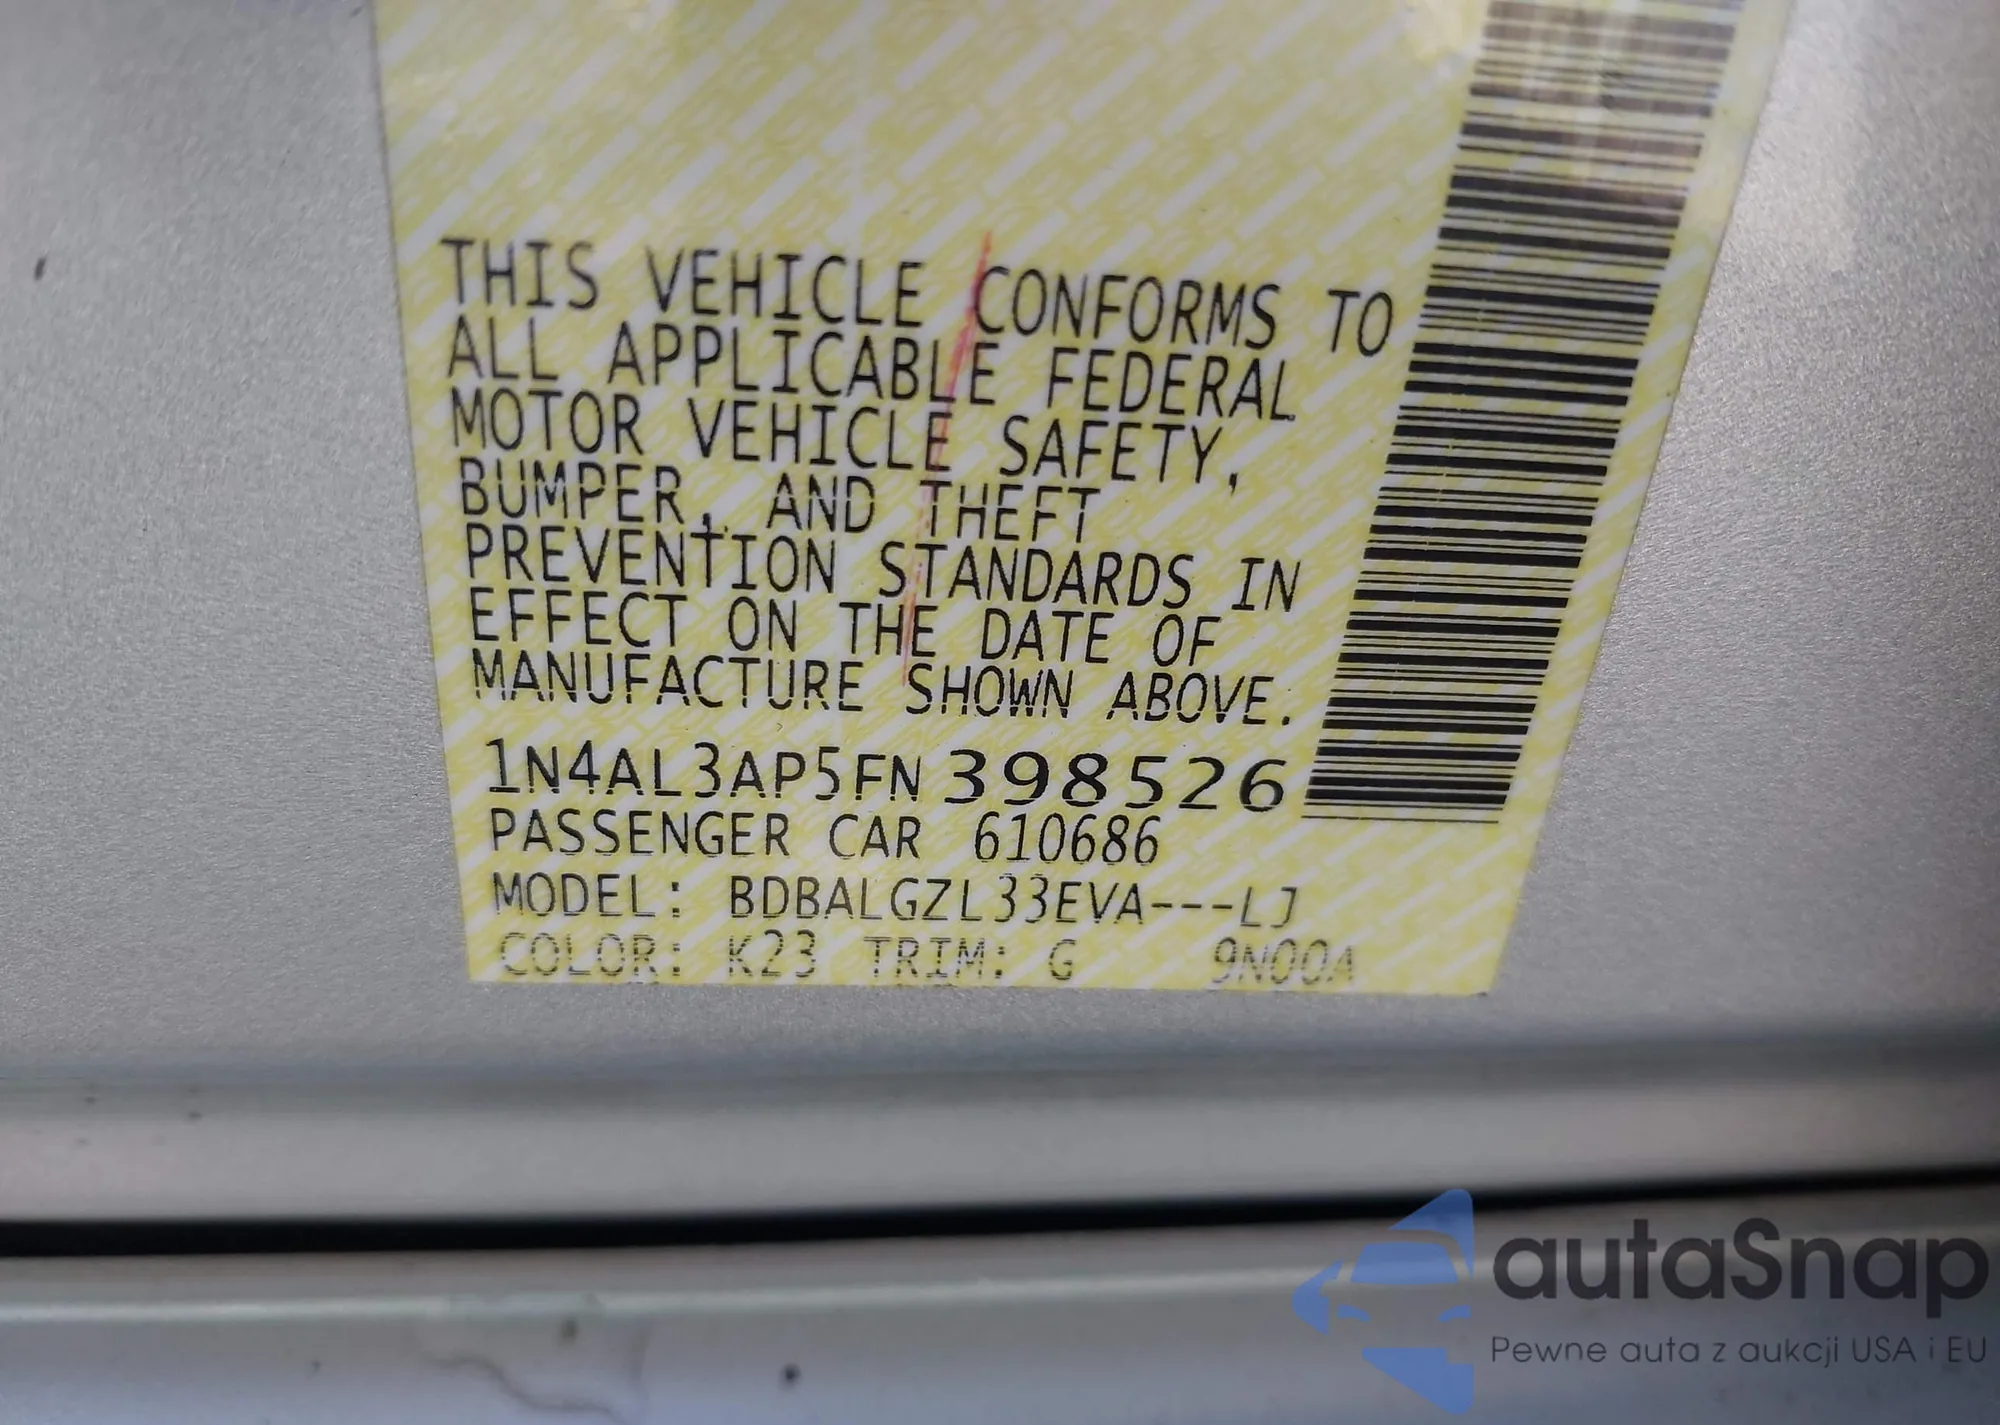 THIS VEHICLE CONFORMS TO
ALL APPLICABLE FEDERAL
MOTOR VEHICLE SAFETY,
BUMPER, AND THEFT
PREVENTION STANDARDS IN
EFFECT ON THE DATE OF
MANUFACTURE SHOWN ABOVE.
1N4AL3AP5FN398526
PASSENGER CAR 610686
MODEL: BDBALGZL33EVA---LJ
COLOR: K23 TRIM: G 9N00A
autaSnap
Pewne auta z aukcji USA i EU